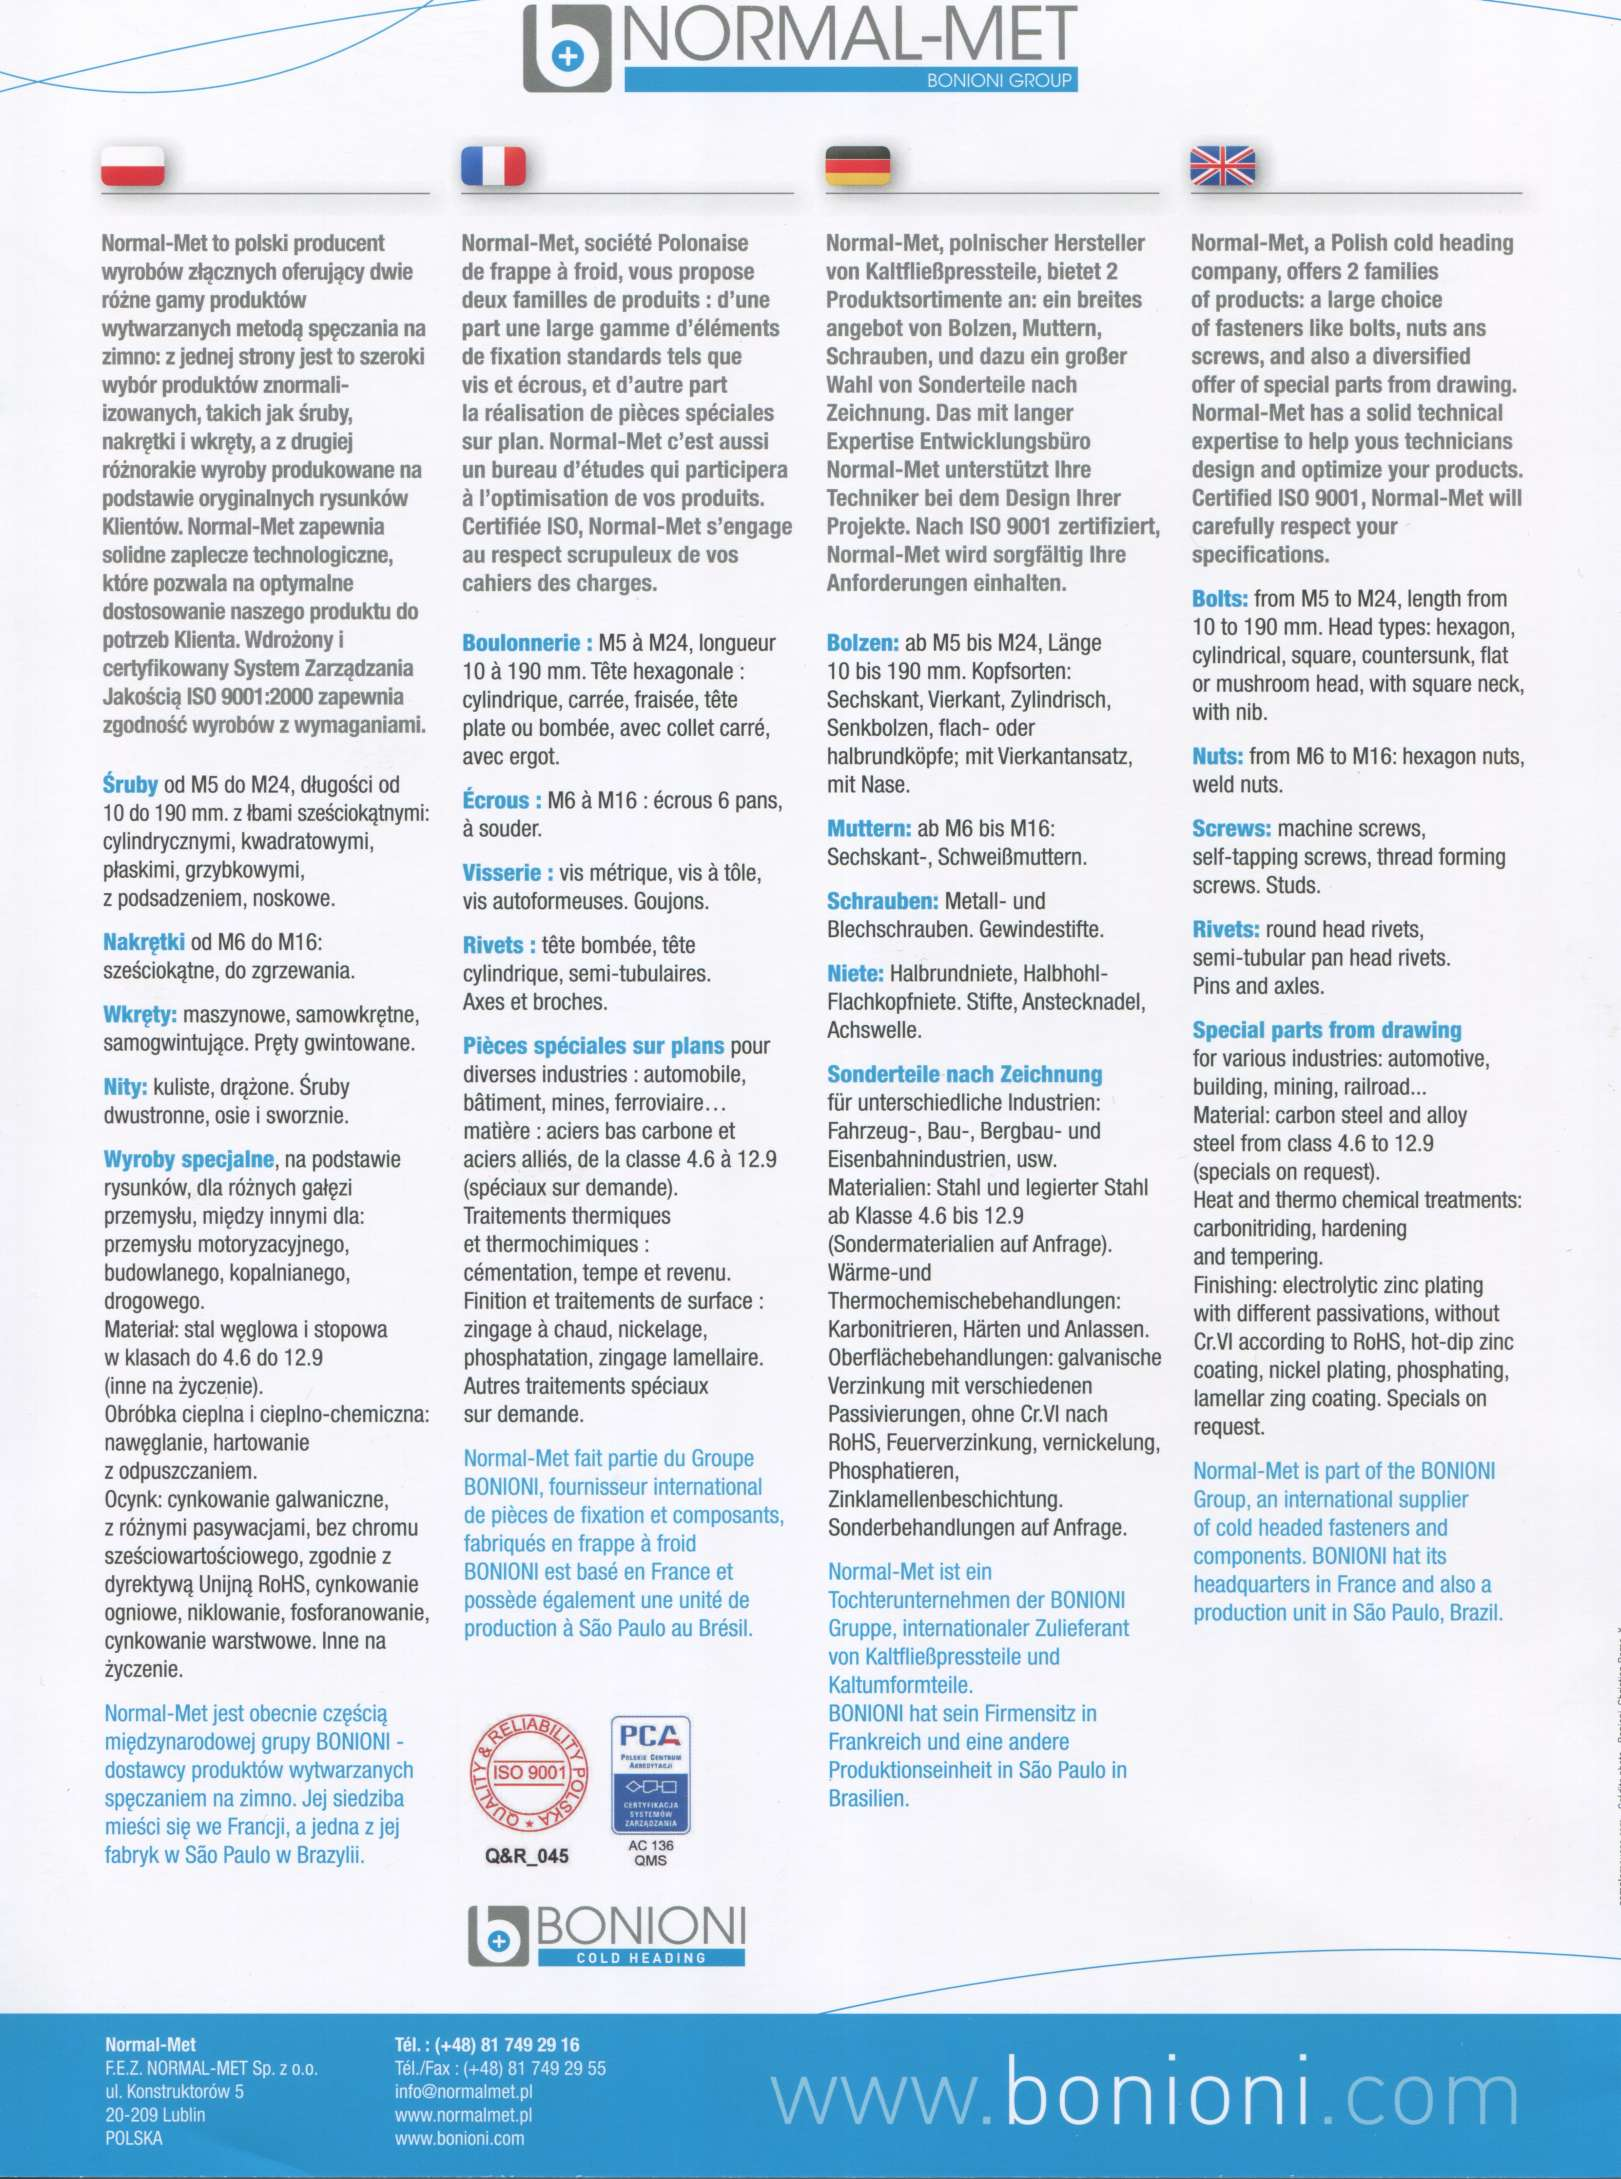 NORMAL-MET
BONIONI GROUP
Normal-Met to polski producent
wyrobów złącznych oferujący dwie
różne gamy produktów
wytwarzanych metodą spęczania na
zimno: z jednej strony jest to szeroki
wybór produktów znormali-
izowanych, takich jak śruby,
nakrętki i wkręty, a z drugiej
różnorakie wyroby produkowane na
podstawie oryginalnych rysunków
Klientów. Normal-Met zapewnia
solidne zaplecze technologiczne,
które pozwala na optymalne
dostosowanie naszego produktu do
potrzeb Klienta. Wdrożony i
certyfikowany System Zarządzania
Jakością ISO 9001:2000 zapewnia
zgodność wyrobów z wymaganiami.
Śruby od M5 do M24, długości od
10 do 190 mm. z łbami sześciokątnymi:
cylindrycznymi, kwadratowymi,
płaskimi, grzybkowymi,
z podsadzeniem, noskowe.
Nakrętki od M6 do M16:
sześciokątne, do zgrzewania.
Wkręty: maszynowe, samowkrętne,
samogwintujące. Pręty gwintowane.
Nity: kuliste, drążone. Śruby
dwustronne, osie i sworznie.
Wyroby specjalne, na podstawie
rysunków, dla różnych gałęzi
przemysłu, między innymi dla:
przemysłu motoryzacyjnego,
budowlanego, kopalnianego,
drogowego.
Materiał: stal węglowa i stopowa
w klasach do 4.6 do 12.9
(inne na życzenie).
Obróbka cieplna i cieplno-chemiczna:
nawęglanie, hartowanie
z odpuszczaniem.
Ocynk: cynkowanie galwaniczne,
z różnymi pasywacjami, bez chromu
sześciowartościowego, zgodnie z
dyrektywą Unijną RoHS, cynkowanie
ogniowe, niklowanie, fosforanowanie,
cynkowanie warstwowe. Inne na
życzenie.
Normal-Met jest obecnie częścią
międzynarodowej grupy BONIONI -
dostawcy produktów wytwarzanych
spęczaniem na zimno. Jej siedziba
mieści się we Francji, a jedna z jej
fabryk w São Paulo w Brazylii.
Normal-Met, société Polonaise
de frappe à froid, vous propose
deux familles de produits : d'une
part une large gamme d'éléments
de fixation standards tels que
vis et écrous, et d'autre part
la réalisation de pièces spéciales
sur plan. Normal-Met c'est aussi
un bureau d'études qui participera
à l'optimisation de vos produits.
Certifiée ISO, Normal-Met s'engage
au respect scrupuleux de vos
cahiers des charges.
Boulonnerie : M5 à M24, longueur
10 à 190 mm. Tête hexagonale :
cylindrique, carrée, fraisée, tête
plate ou bombée, avec collet carré,
avec ergot.
Écrous : M6 à M16 : écrous 6 pans,
à souder.
Visserie : vis métrique, vis à tôle,
vis autoformeuses. Goujons.
Rivets : tête bombée, tête
cylindrique, semi-tubulaires.
Axes et broches.
Pièces spéciales sur plans pour
diverses industries : automobile,
bâtiment, mines, ferroviaire...
matière : aciers bas carbone et
aciers alliés, de la classe 4.6 à 12.9
(spéciaux sur demande).
Traitements thermiques
et thermochimiques :
cémentation, tempe et revenu.
Finition et traitements de surface :
zingage à chaud, nickelage,
phosphatation, zingage lamellaire.
Autres traitements spéciaux
sur demande.
Normal-Met fait partie du Groupe
BONIONI, fournisseur international
de pièces de fixation et composants,
fabriqués en frappe à froid
BONIONI est basé en France et
possède également une unité de
production à São Paulo au Brésil.
QUALITY & RELIABILITY POLSKA
ISO 9001
Q&R_045
PCA
POLSKIE CENTRUM
AKREDYTACJI
CERTYFIKACJA
SYSTEMÓW
ZARZĄDZANIA
AC 136
QMS
BONIONI
COLD HEADING
Normal-Met, polnischer Hersteller
von Kaltfließpressteile, bietet 2
Produktsortimente an: ein breites
angebot von Bolzen, Muttern,
Schrauben, und dazu ein großer
Wahl von Sonderteile nach
Zeichnung. Das mit langer
Expertise Entwicklungsbüro
Normal-Met unterstützt Ihre
Techniker bei dem Design Ihrer
Projekte. Nach ISO 9001 zertifiziert,
Normal-Met wird sorgfältig Ihre
Anforderungen einhalten.
Bolzen: ab M5 bis M24, Länge
10 bis 190 mm. Kopfsorten:
Sechskant, Vierkant, Zylindrisch,
Senkbolzen, flach- oder
halbrundköpfe; mit Vierkantansatz,
mit Nase.
Muttern: ab M6 bis M16:
Sechskant-, Schweißmuttern.
Schrauben: Metall- und
Blechschrauben. Gewindestifte.
Niete: Halbrundniete, Halbhohl-
Flachkopfniete. Stifte, Anstecknadel,
Achswelle.
Sonderteile nach Zeichnung
für unterschiedliche Industrien:
Fahrzeug-, Bau-, Bergbau- und
Eisenbahnindustrien, usw.
Materialien: Stahl und legierter Stahl
ab Klasse 4.6 bis 12.9
(Sondermaterialien auf Anfrage).
Wärme-und
Thermochemischebehandlungen:
Karbonitrieren, Härten und Anlassen.
Oberflächebehandlungen: galvanische
Verzinkung mit verschiedenen
Passivierungen, ohne Cr.VI nach
RoHS, Feuerverzinkung, vernickelung,
Phosphatieren,
Zinklamellenbeschichtung.
Sonderbehandlungen auf Anfrage.
Normal-Met ist ein
Tochterunternehmen der BONIONI
Gruppe, internationaler Zulieferant
von Kaltfließpressteile und
Kaltumformteile.
BONIONI hat sein Firmensitz in
Frankreich und eine andere
Produktionseinheit in São Paulo in
Brasilien.
Normal-Met, a Polish cold heading
company, offers 2 families
of products: a large choice
of fasteners like bolts, nuts ans
screws, and also a diversified
offer of special parts from drawing.
Normal-Met has a solid technical
expertise to help yous technicians
design and optimize your products.
Certified ISO 9001, Normal-Met will
carefully respect your
specifications.
Bolts: from M5 to M24, length from
10 to 190 mm. Head types: hexagon,
cylindrical, square, countersunk, flat
or mushroom head, with square neck,
with nib.
Nuts: from M6 to M16: hexagon nuts,
weld nuts.
Screws: machine screws,
self-tapping screws, thread forming
screws. Studs.
Rivets: round head rivets,
semi-tubular pan head rivets.
Pins and axles.
Special parts from drawing
for various industries: automotive,
building, mining, railroad...
Material: carbon steel and alloy
steel from class 4.6 to 12.9
(specials on request).
Heat and thermo chemical treatments:
carbonitriding, hardening
and tempering.
Finishing: electrolytic zinc plating
with different passivations, without
Cr.VI according to RoHS, hot-dip zinc
coating, nickel plating, phosphating,
lamellar zing coating. Specials on
request.
Normal-Met is part of the BONIONI
Group, an international supplier
of cold headed fasteners and
components. BONIONI hat its
headquarters in France and also a
production unit in São Paulo, Brazil.
Normal-Met
F.E.Z. NORMAL-MET Sp. z o.o.
ul. Konstruktorów 5
20-209 Lublin
POLSKA
Tél. : (+48) 81 749 29 16
Tél./Fax : (+48) 81 749 29 55
info@normalmet.pl
www.normalmet.pl
www.bonioni.com
www.bonioni.com